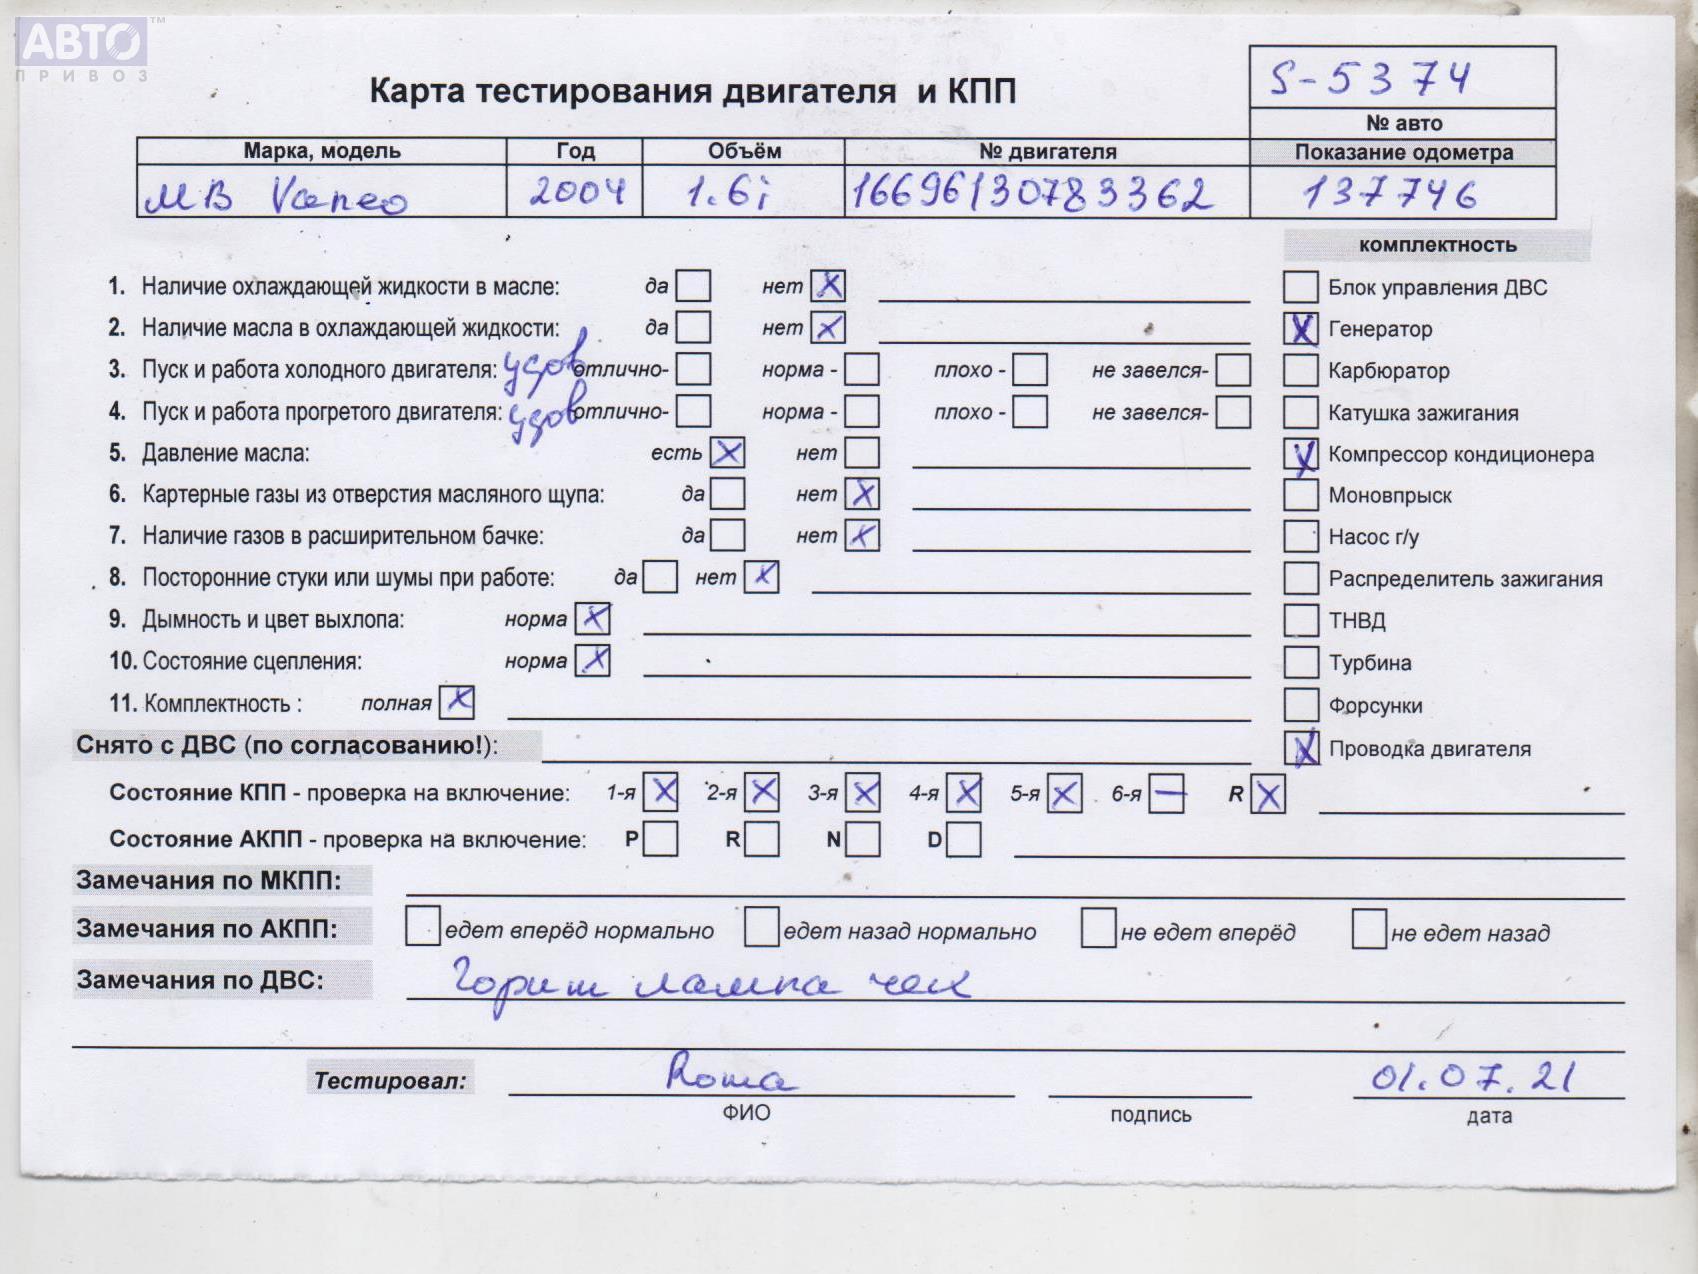 АВТО™
ПРИВОЗ
Карта тестирования двигателя и КПП
S-5374
№ авто
Марка, модель Год Объём № двигателя Показание одометра
MB Vaneo 2004 1.6i 16696130783362 137746
комплектность
1. Наличие охлаждающей жидкости в масле: да нет X Блок управления ДВС
2. Наличие масла в охлаждающей жидкости: да нет X X Генератор
3. Пуск и работа холодного двигателя: удов отлично- норма - плохо - не завелся- Карбюратор
4. Пуск и работа прогретого двигателя: удов отлично- норма - плохо - не завелся- Катушка зажигания
5. Давление масла: есть X нет X Компрессор кондиционера
6. Картерные газы из отверстия масляного щупа: да нет X Моновпрыск
7. Наличие газов в расширительном бачке: да нет X Насос г/у
8. Посторонние стуки или шумы при работе: да нет X Распределитель зажигания
9. Дымность и цвет выхлопа: норма X ТНВД
10. Состояние сцепления: норма X Турбина
11. Комплектность : полная X Форсунки
Снято с ДВС (по согласованию!): X Проводка двигателя
Состояние КПП - проверка на включение: 1-я X 2-я X 3-я X 4-я X 5-я X 6-я — R X
Состояние АКПП - проверка на включение: P R N D
Замечания по МКПП:
Замечания по АКПП: едет вперёд нормально едет назад нормально не едет вперёд не едет назад
Замечания по ДВС: Горит лампа чек
Тестировал: Рома 01.07.21
ФИО подпись дата